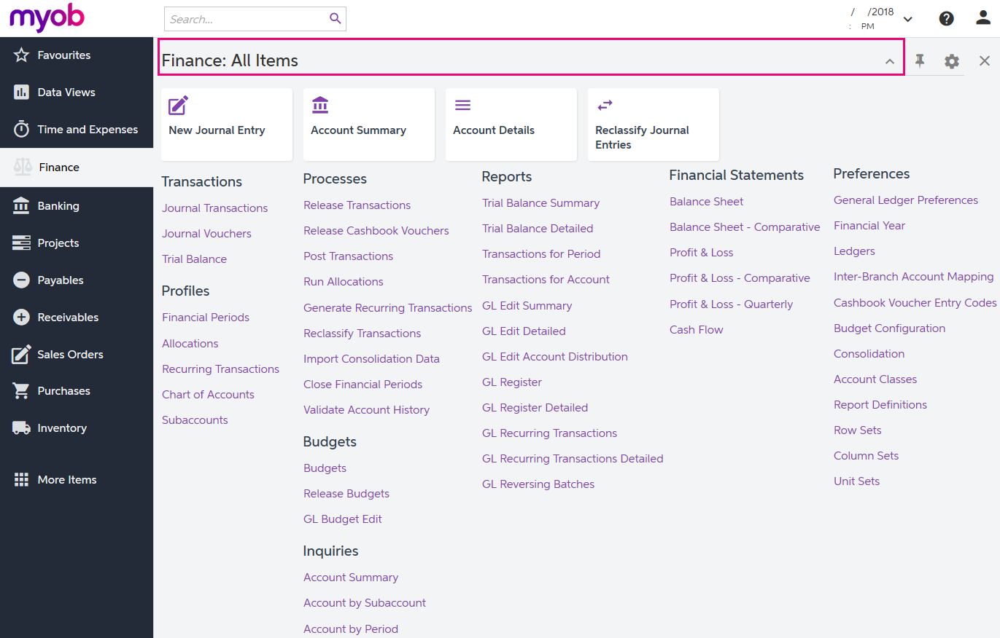 myob
Search...
/ /2018
: PM
Favourites
Data Views
Time and Expenses
Finance
Banking
Projects
Payables
Receivables
Sales Orders
Purchases
Inventory
More Items
Finance: All Items
New Journal Entry
Account Summary
Account Details
Reclassify Journal
Entries
Transactions
Journal Transactions
Journal Vouchers
Trial Balance
Profiles
Financial Periods
Allocations
Recurring Transactions
Chart of Accounts
Subaccounts
Processes
Release Transactions
Release Cashbook Vouchers
Post Transactions
Run Allocations
Generate Recurring Transactions
Reclassify Transactions
Import Consolidation Data
Close Financial Periods
Validate Account History
Budgets
Budgets
Release Budgets
GL Budget Edit
Inquiries
Account Summary
Account by Subaccount
Account by Period
Reports
Trial Balance Summary
Trial Balance Detailed
Transactions for Period
Transactions for Account
GL Edit Summary
GL Edit Detailed
GL Edit Account Distribution
GL Register
GL Register Detailed
GL Recurring Transactions
GL Recurring Transactions Detailed
GL Reversing Batches
Financial Statements
Balance Sheet
Balance Sheet - Comparative
Profit & Loss
Profit & Loss - Comparative
Profit & Loss - Quarterly
Cash Flow
Preferences
General Ledger Preferences
Financial Year
Ledgers
Inter-Branch Account Mapping
Cashbook Voucher Entry Codes
Budget Configuration
Consolidation
Account Classes
Report Definitions
Row Sets
Column Sets
Unit Sets